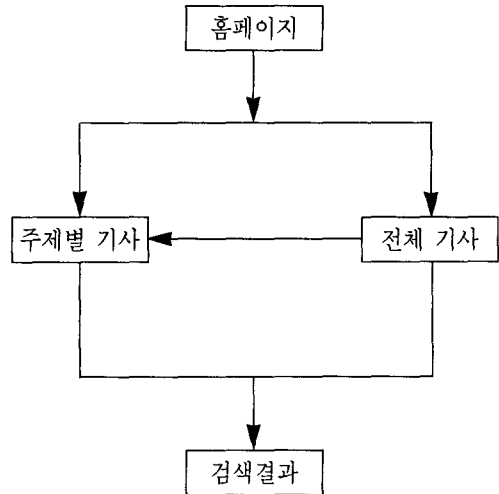 홈페이지
주제별 기사
전체 기사
검색결과